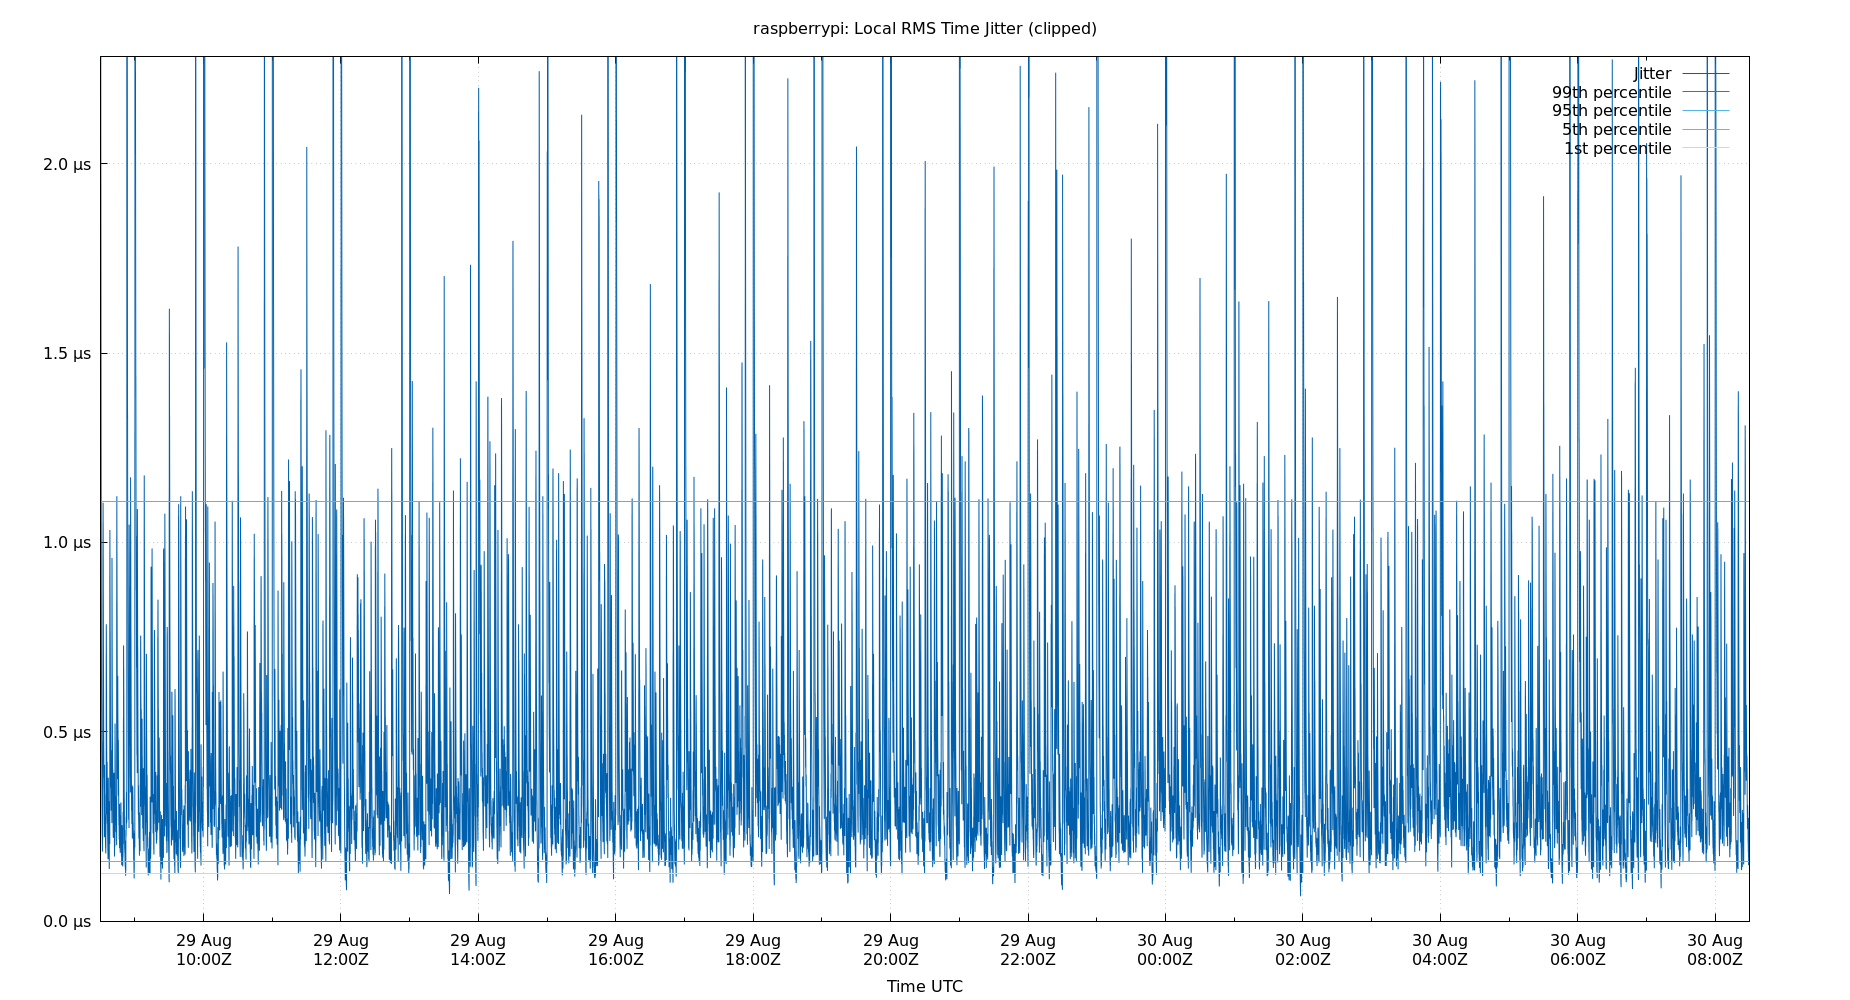 raspberrypi: Local RMS Time Jitter (clipped)
Jitter
99th percentile
95th percentile
5th percentile
1st percentile
2.0 µs
1.5 µs
1.0 µs
0.5 µs
0.0 µs
29 Aug 29 Aug 29 Aug 29 Aug 29 Aug 29 Aug 29 Aug 30 Aug 30 Aug 30 Aug 30 Aug 30 Aug
10:00Z 12:00Z 14:00Z 16:00Z 18:00Z 20:00Z 22:00Z 00:00Z 02:00Z 04:00Z 06:00Z 08:00Z
Time UTC